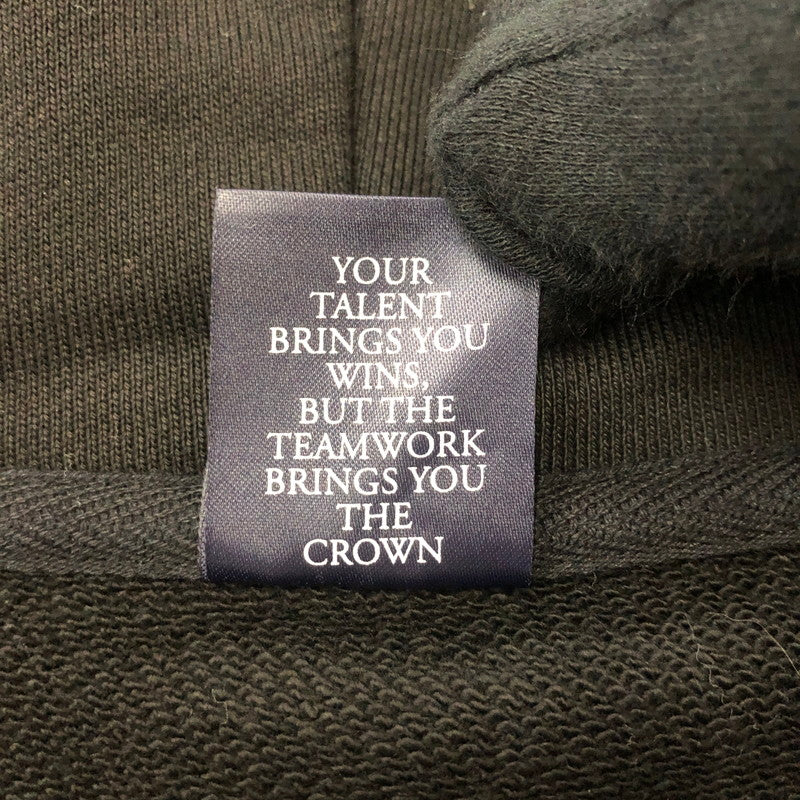 YOUR
TALENT
BRINGS YOU
WINS,
BUT THE
TEAMWORK
BRINGS YOU
THE
CROWN